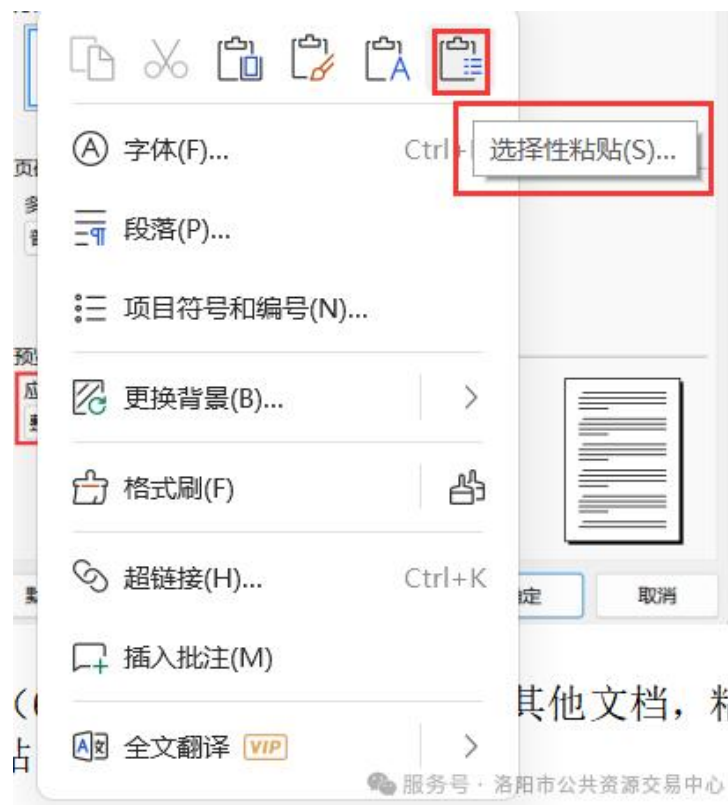 字体(F)...
Ctrl+
选择性粘贴(S)...
段落(P)...
项目符号和编号(N)...
更换背景(B)...
格式刷(F)
超链接(H)...
Ctrl+K
定
取消
插入批注(M)
其他文档，粘
贴
全文翻译 VIP
服务号 · 洛阳市公共资源交易中心